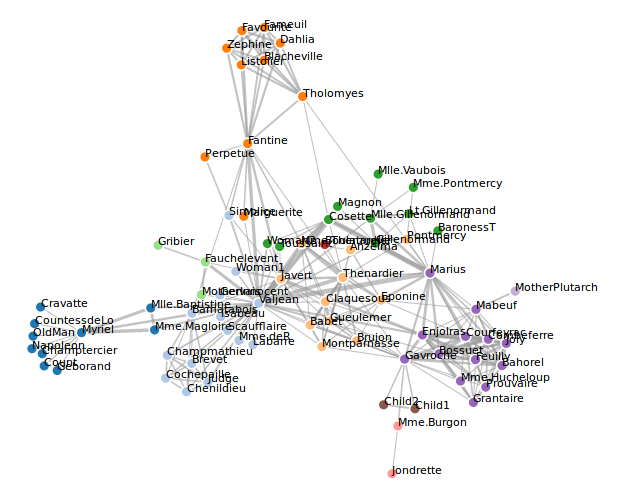 Fameuil
Favourite
Dahlia
Zephine
Blacheville
Listolier
Tholomyes
Fantine
Perpetue
Mlle.Vaubois
Mme.Pontmercy
Magnon
Simplice
Marguerite
Cosette
Mlle.Gillenormand
Lt.Gillenormand
BaronessT
Pontmercy
Gillenormand
Gribier
Woman2
Toussaint
Anzelma
Fauchelevent
Woman1
Javert
Thenardier
Marius
MotherPlutarch
MotherInnocent
Gervais
Valjean
Claquesous
Eponine
Cravatte
Mlle.Baptistine
Bamatabois
Isabeau
Mabeuf
CountessdeLo
Mme.Magloire
Scaufflaire
Babet
Gueulemer
OldMan
Myriel
Mme.deR
Labarre
Montparnasse
Brujon
Enjolras
Courfeyrac
Combeferre
Joly
Napoleon
Champtercier
Champmathieu
Brevet
Gavroche
Bossuet
Feuilly
Bahorel
Count
Geborand
Cochepaille
Judge
Chenildieu
Mme.Hucheloup
Prouvaire
Grantaire
Child2
Child1
Mme.Burgon
Jondrette